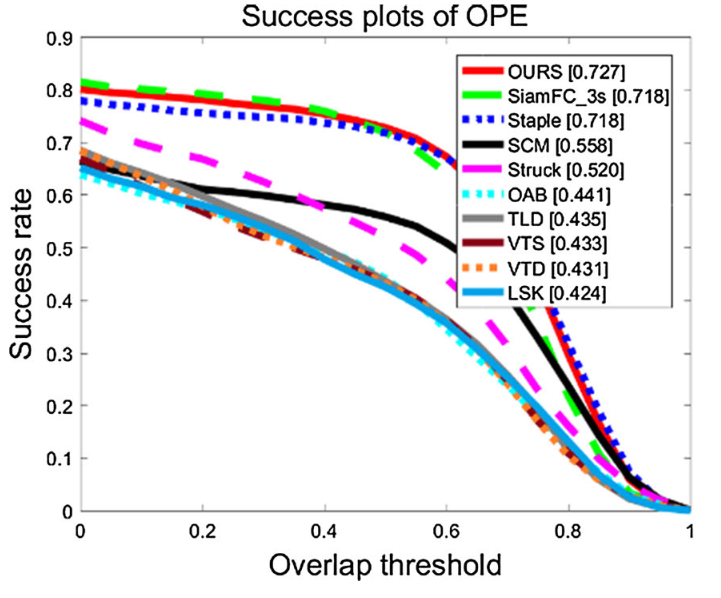 Success plots of OPE
0.9
0.8
0.7
0.6
0.5
0.4
0.3
0.2
0.1
0
Success rate
OURS [0.727]
SiamFC_3s [0.718]
Staple [0.718]
SCM [0.558]
Struck [0.520]
OAB [0.441]
TLD [0.435]
VTS [0.433]
VTD [0.431]
LSK [0.424]
0 0.2 0.4 0.6 0.8 1
Overlap threshold